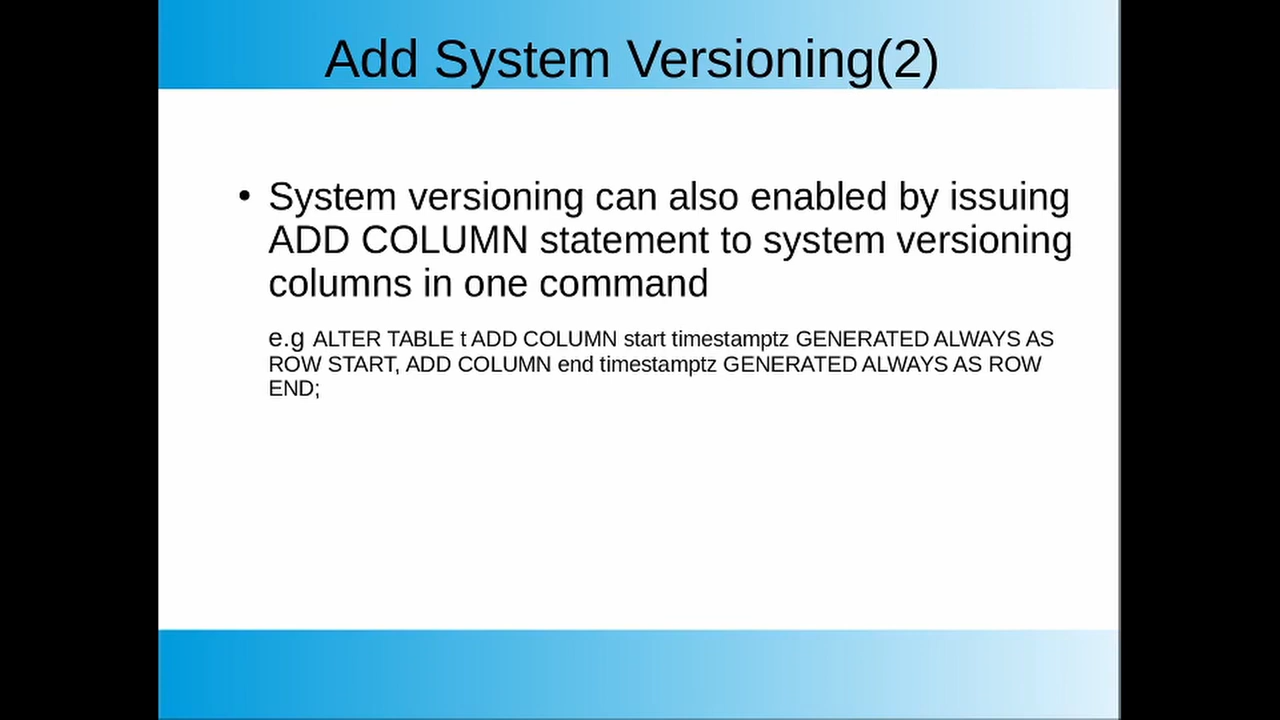 Add System Versioning(2)
• System versioning can also enabled by issuing
ADD COLUMN statement to system versioning
columns in one command
e.g ALTER TABLE t ADD COLUMN start timestamptz GENERATED ALWAYS AS
ROW START, ADD COLUMN end timestamptz GENERATED ALWAYS AS ROW
END;